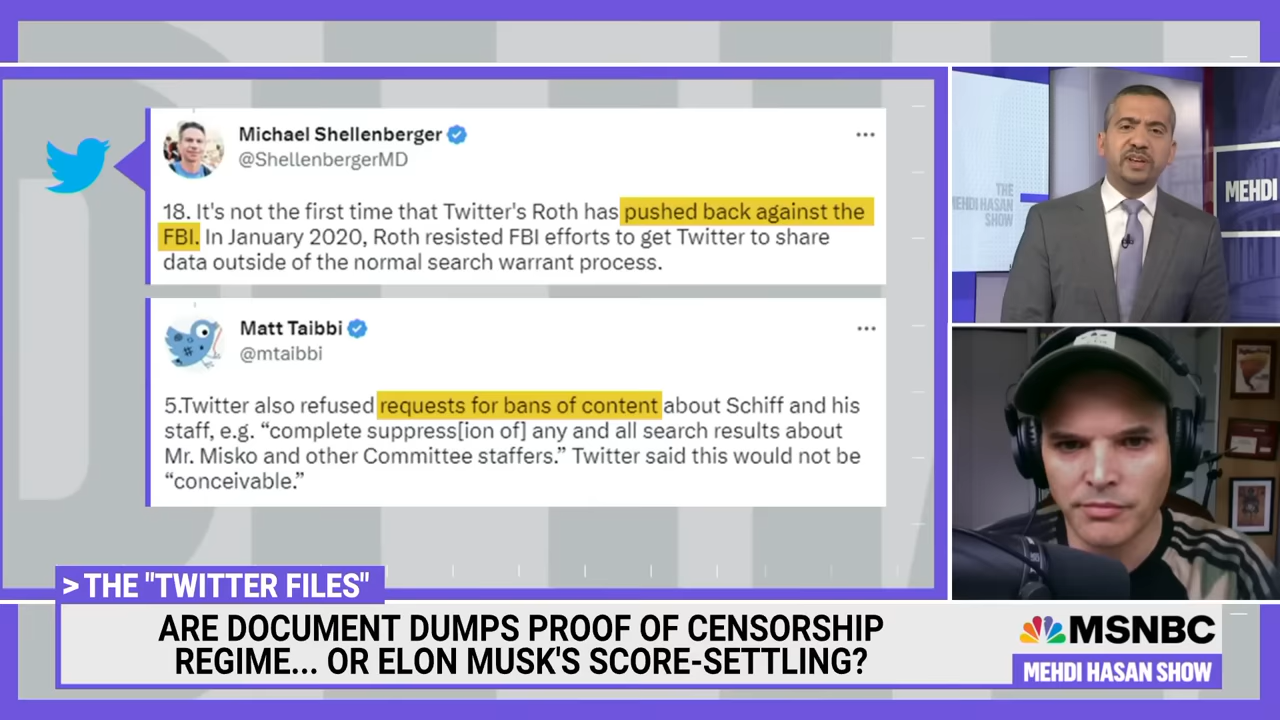 Michael Shellenberger
@ShellenbergerMD
18. It's not the first time that Twitter's Roth has pushed back against the
FBI. In January 2020, Roth resisted FBI efforts to get Twitter to share
data outside of the normal search warrant process.
Matt Taibbi
@mtaibbi
5.Twitter also refused requests for bans of content about Schiff and his
staff, e.g. “complete suppress[ion of] any and all search results about
Mr. Misko and other Committee staffers.” Twitter said this would not be
“conceivable.”
THE
MEHDI HASAN
SHOW
MEHDI
> THE "TWITTER FILES"
ARE DOCUMENT DUMPS PROOF OF CENSORSHIP
REGIME... OR ELON MUSK'S SCORE-SETTLING?
MSNBC
MEHDI HASAN SHOW